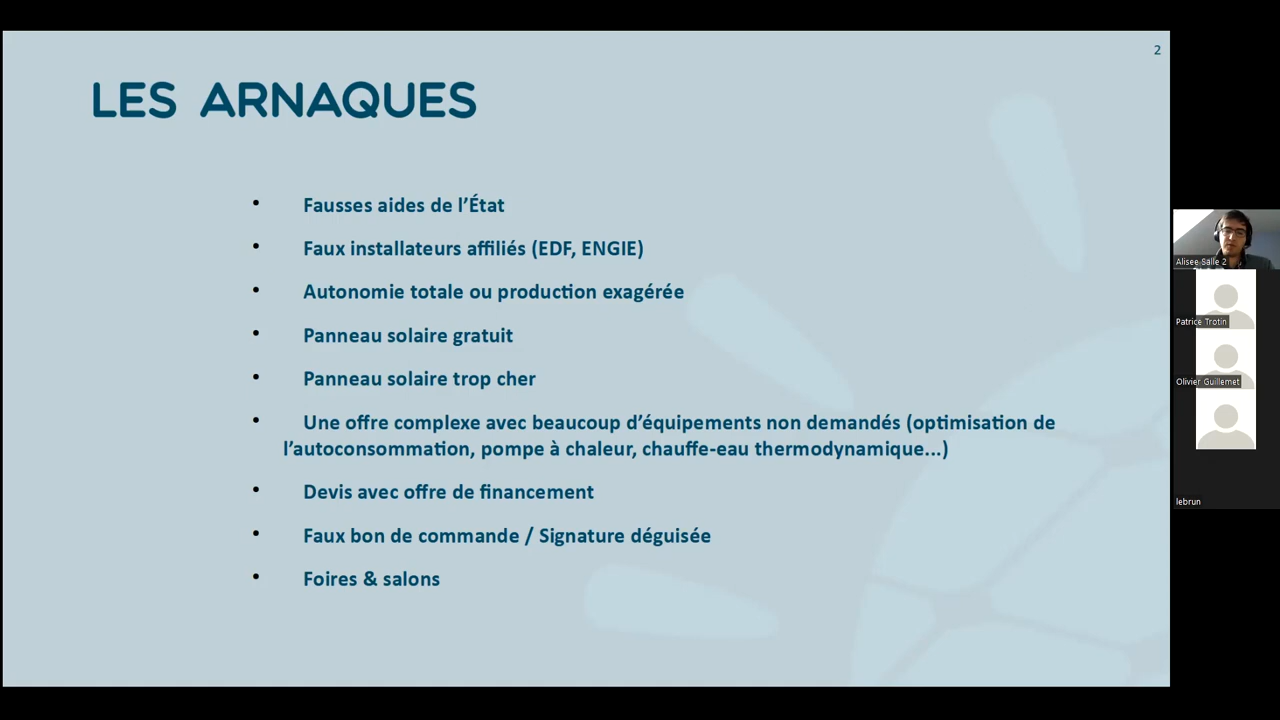 2
LES ARNAQUES
• Fausses aides de l’État
• Faux installateurs affiliés (EDF, ENGIE)
• Autonomie totale ou production exagérée
• Panneau solaire gratuit
• Panneau solaire trop cher
• Une offre complexe avec beaucoup d’équipements non demandés (optimisation de
l’autoconsommation, pompe à chaleur, chauffe-eau thermodynamique...)
• Devis avec offre de financement
• Faux bon de commande / Signature déguisée
• Foires & salons
Alisee Salle 2
Patrice Trotin
Olivier Guillemet
lebrun